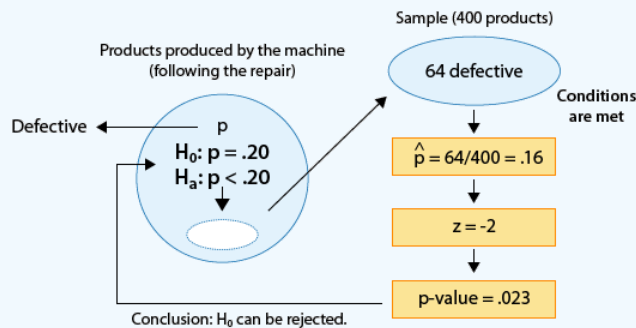 Sample (400 products)
Products produced by the machine
(following the repair)
64 defective
Conditions
are met
Defective
p
H₀: p = .20
Hₐ: p < .20
p̂ = 64/400 = .16
z = -2
p-value = .023
Conclusion: H₀ can be rejected.